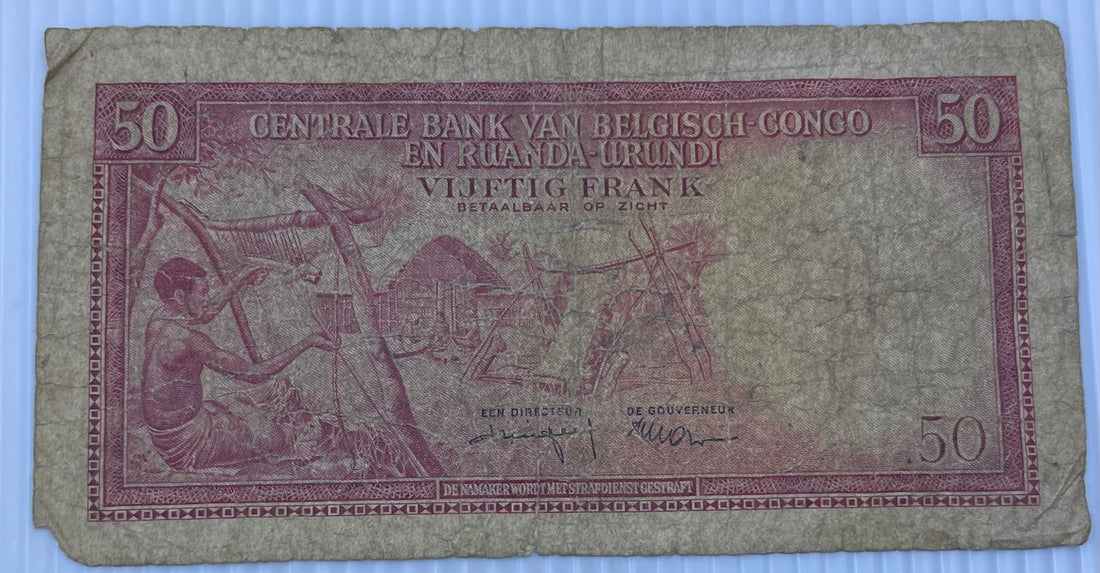 50 50
CENTRALE BANK VAN BELGISCH-CONGO
EN RUANDA-URUNDI
VIJFTIG FRANK
BETAALBAAR OP ZICHT
EEN DIRECTEUR DE GOUVERNEUR
50
DE NAMAKER WORDT MET STRAFDIENST GESTRAFT